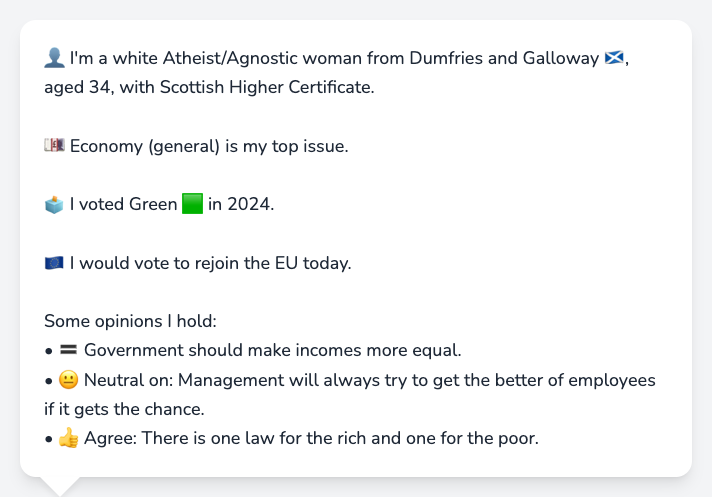 👤 I'm a white Atheist/Agnostic woman from Dumfries and Galloway 🏴󠁧󠁢󠁳󠁣󠁴󠁿,
aged 34, with Scottish Higher Certificate.
💷 Economy (general) is my top issue.
🗳️ I voted Green 🟩 in 2024.
🇪🇺 I would vote to rejoin the EU today.
Some opinions I hold:
• 🟰 Government should make incomes more equal.
• 😐 Neutral on: Management will always try to get the better of employees
if it gets the chance.
• 👍 Agree: There is one law for the rich and one for the poor.